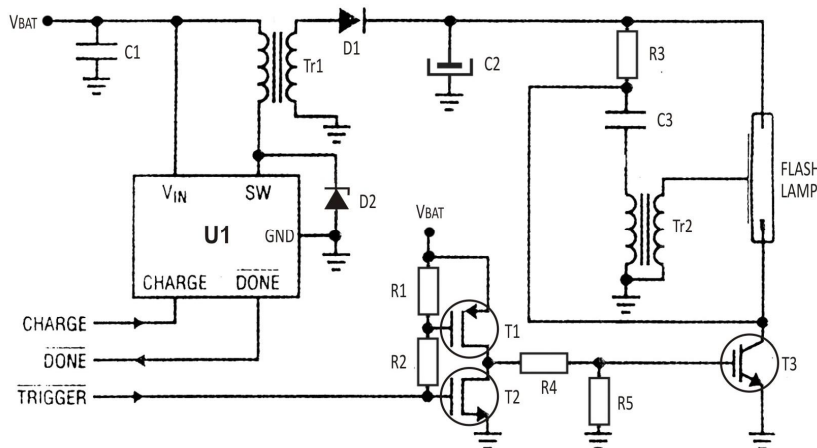 VBAT
C1
Tr1
D1
C2
R3
C3
FLASH
LAMP
Tr2
VIN
SW
U1
GND
D2
CHARGE
DONE
VBAT
R1
T1
R2
T2
R4
R5
T3
CHARGE
DONE
TRIGGER